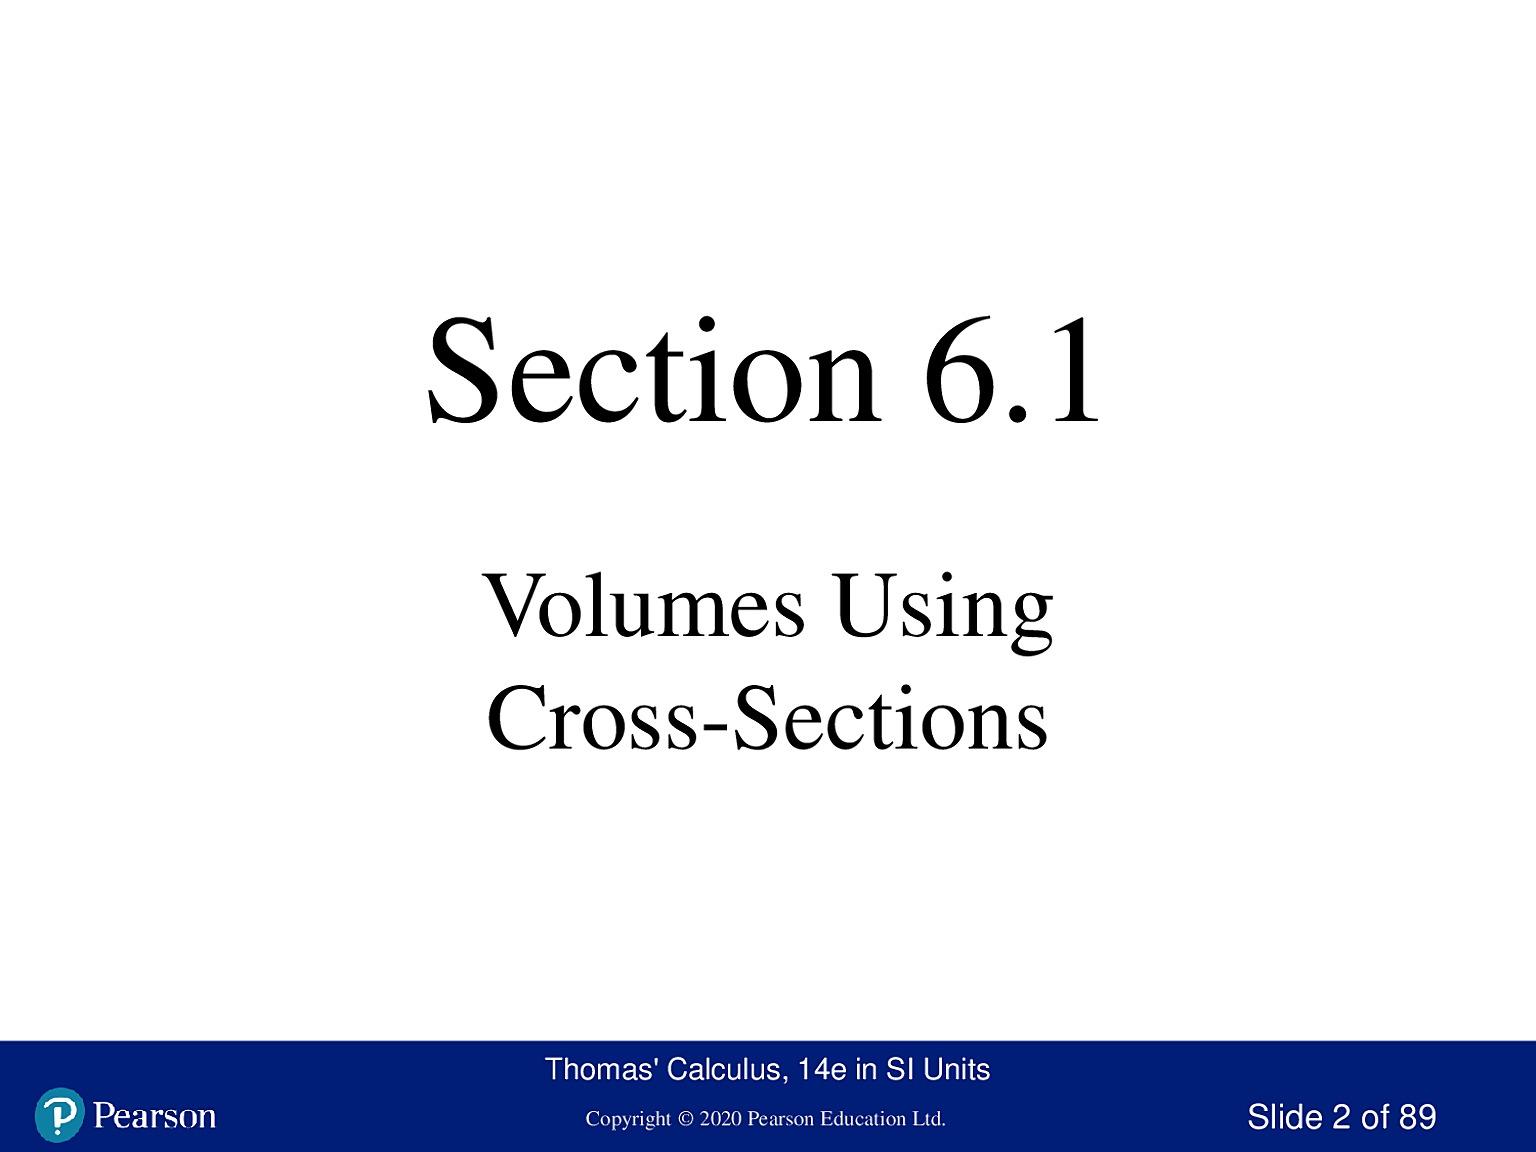 Section 6.1
Volumes Using
Cross-Sections
Thomas' Calculus, 14e in SI Units
Pearson
Copyright © 2020 Pearson Education Ltd.
Slide 2 of 89